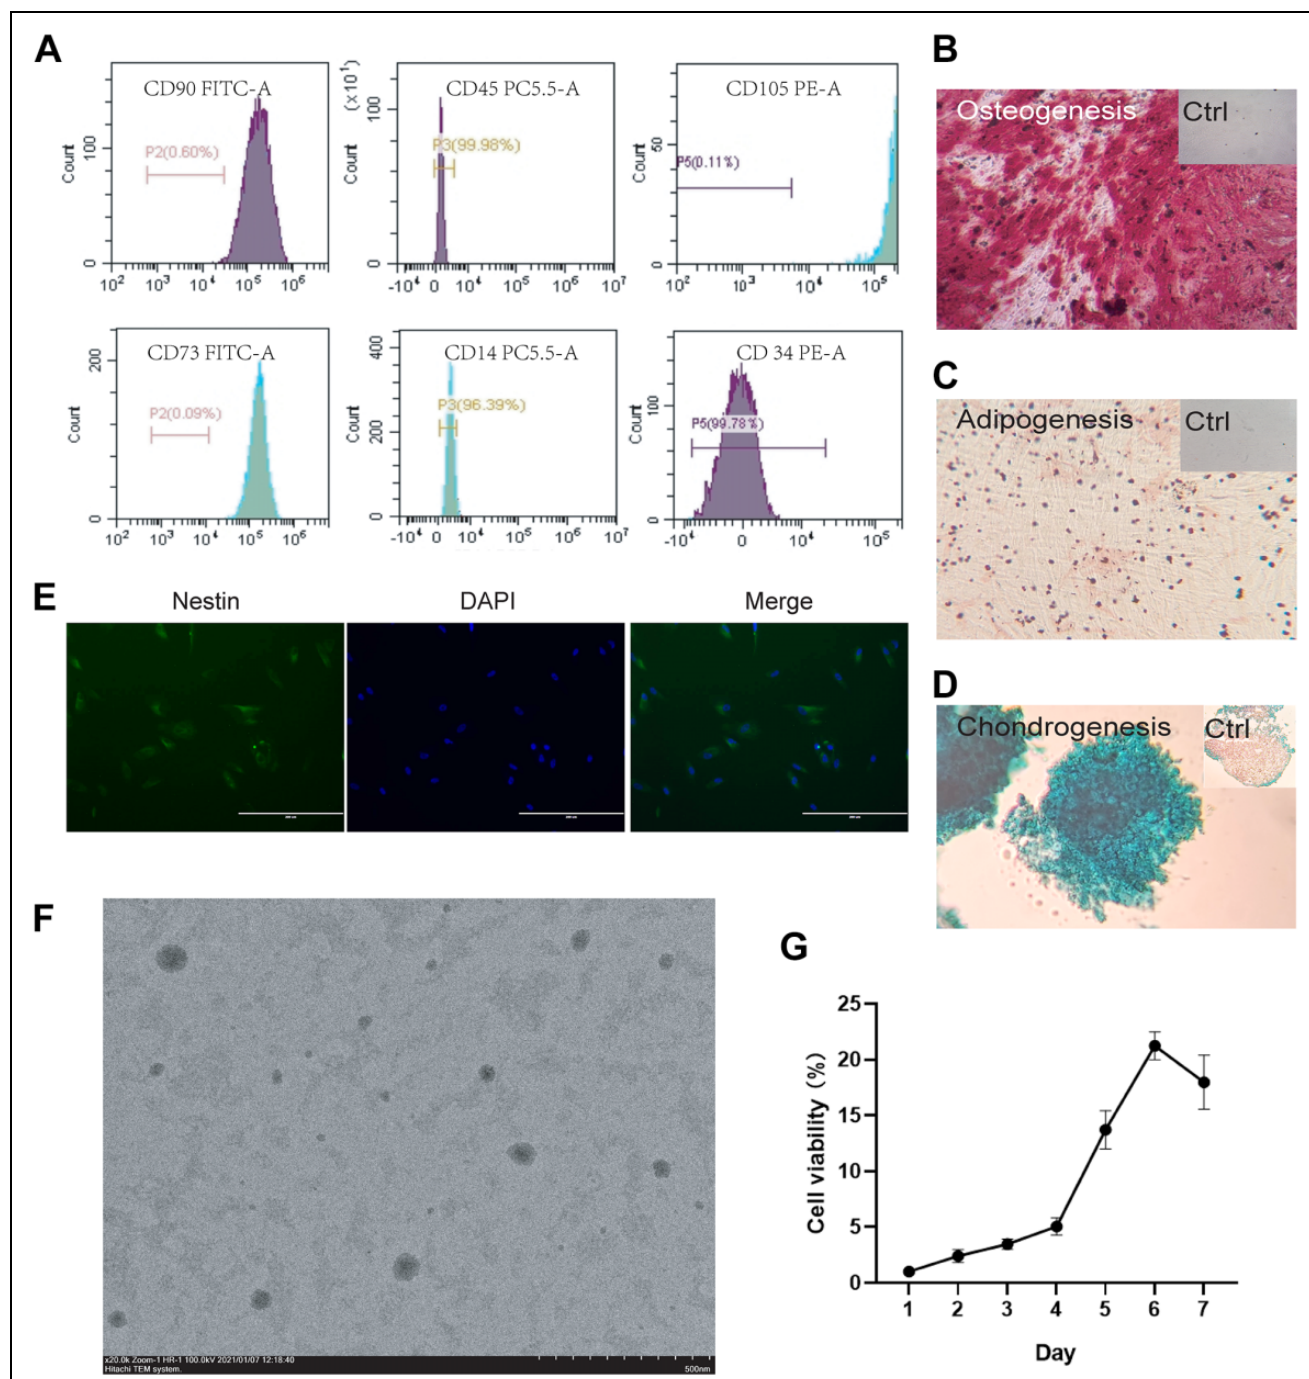 A
CD90 FITC-A
P2(0.60%)
Count
100
0
10² 10³ 10⁴ 10⁵ 10⁶
CD45 PC5.5-A
P3(99.98%)
Count
(x10¹)
100
0
-10⁴ 0 10⁴ 10⁵ 10⁶ 10⁷
CD105 PE-A
P5(0.11%)
Count
50
0
10² 10³ 10⁴ 10⁵
CD73 FITC-A
P2(0.09%)
Count
200
0
10² 10³ 10⁴ 10⁵ 10⁶
CD14 PC5.5-A
P3(96.39%)
Count
400
200
0
-10⁴ 0 10⁴ 10⁵ 10⁶ 10⁷
CD 34 PE-A
P5(99.78%)
Count
100
0
-10⁴ 0 10⁴ 10⁵
B
Osteogenesis
Ctrl
C
Adipogenesis
Ctrl
D
Chondrogenesis
Ctrl
E
Nestin DAPI Merge
F
x20.0k Zoom-1 HR-1 100.0kV 2021/01/07 12:18:40
Hitachi TEM system.
500nm
G
Cell viability (%)
25
20
15
10
5
0
1 2 3 4 5 6 7
Day